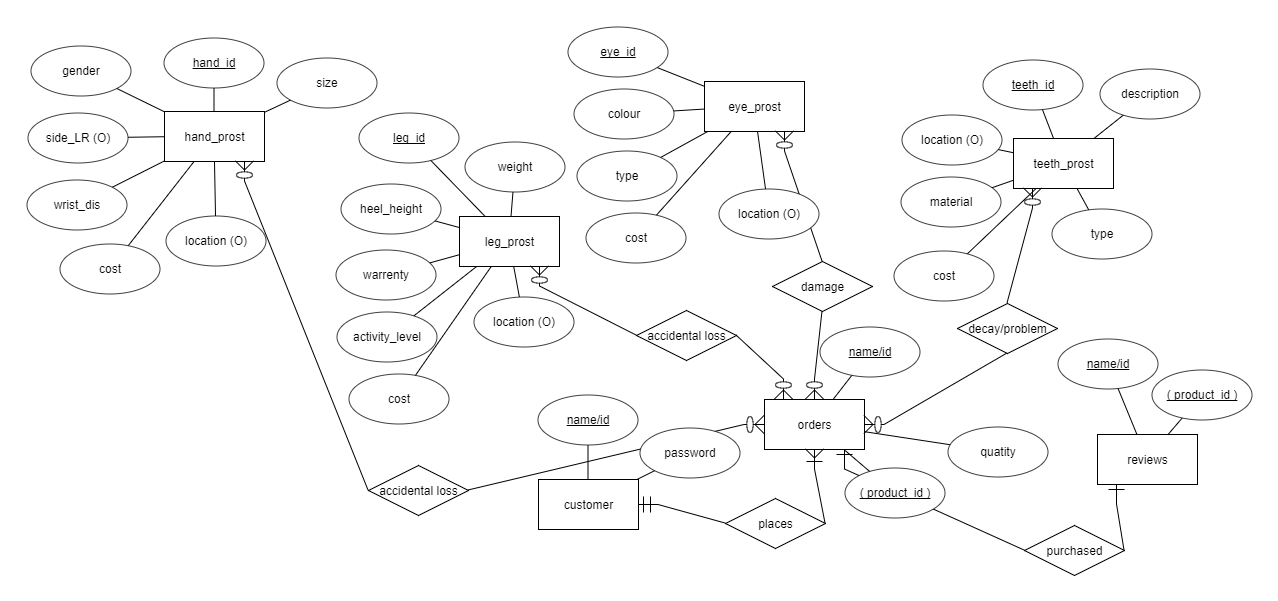 gender
hand_id
size
side_LR (O)
hand_prost
wrist_dis
cost
location (O)
leg_id
weight
heel_height
leg_prost
warrenty
activity_level
location (O)
cost
accidental loss
eye_id
colour
eye_prost
type
cost
location (O)
damage
teeth_id
description
location (O)
teeth_prost
material
type
cost
decay/problem
name/id
orders
quatity
( product_id )
name/id
password
customer
accidental loss
places
name/id
( product_id )
reviews
purchased